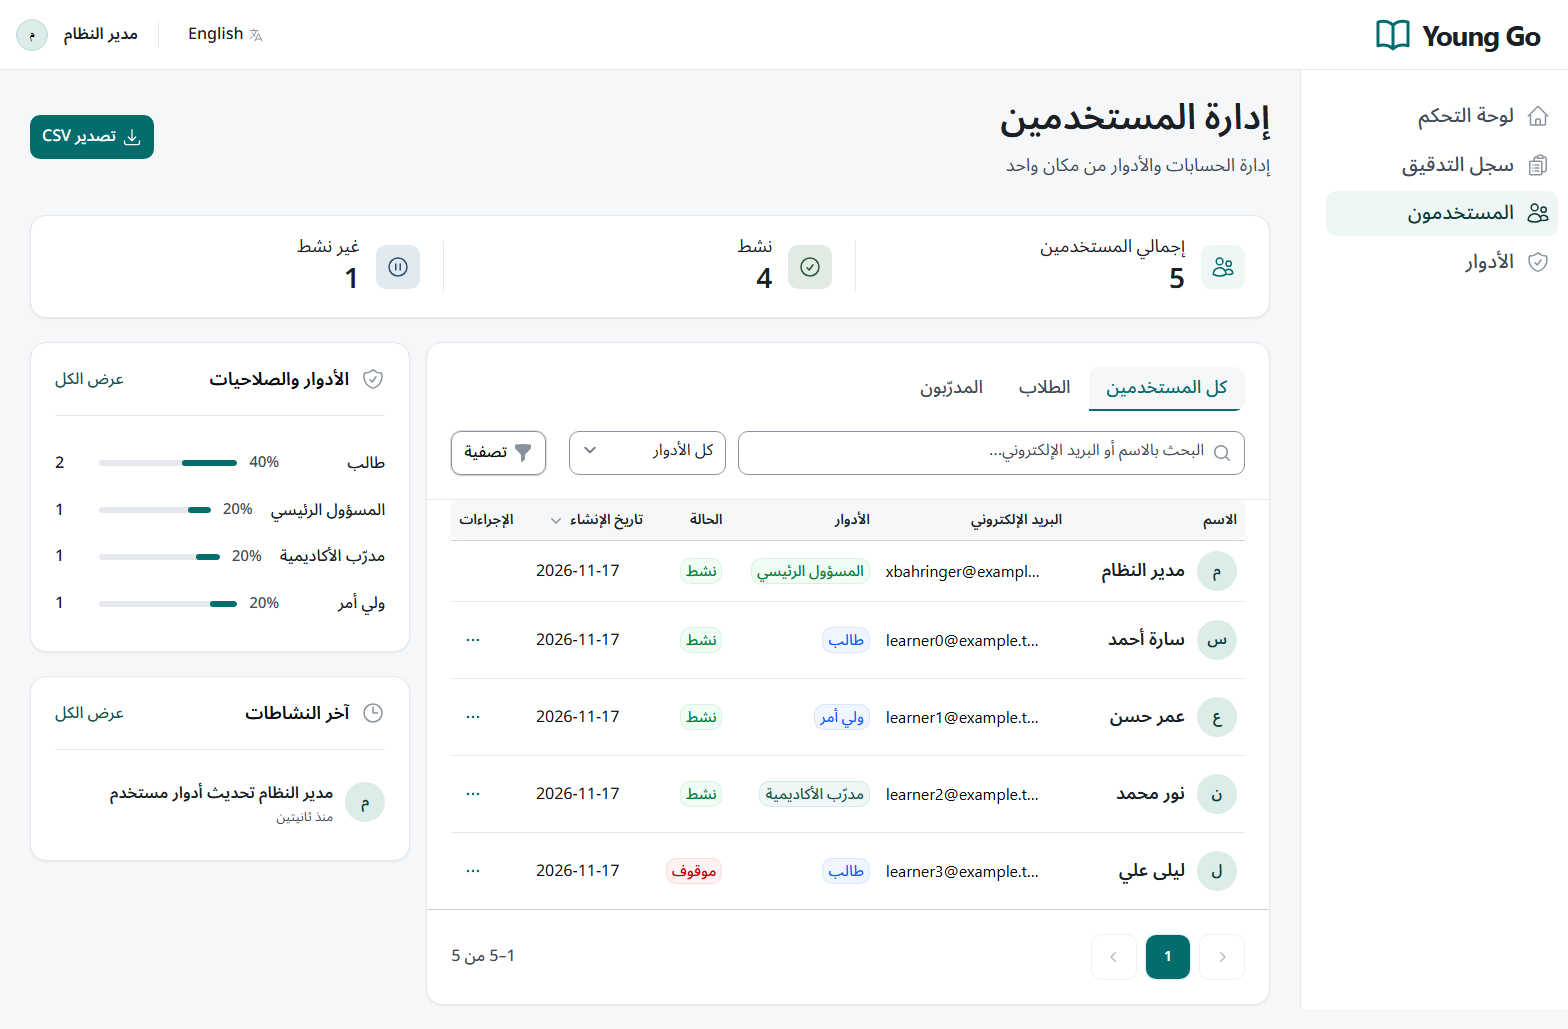 Young Go
English
مدير النظام
م
لوحة التحكم
سجل التدقيق
المستخدمون
الأدوار
إدارة المستخدمين
إدارة الحسابات والأدوار من مكان واحد
تصدير CSV
إجمالي المستخدمين
5
نشط
4
غير نشط
1
كل المستخدمين
الطلاب
المدرّبون
البحث بالاسم أو البريد الإلكتروني...
كل الأدوار
تصفية
الاسم البريد الإلكتروني الأدوار الحالة تاريخ الإنشاء الإجراءات
م مدير النظام xbahringer@exampl... المسؤول الرئيسي نشط 2026-11-17
س سارة أحمد learner0@example.t... طالب نشط 2026-11-17 ...
ع عمر حسن learner1@example.t... ولي أمر نشط 2026-11-17 ...
ن نور محمد learner2@example.t... مدرّب الأكاديمية نشط 2026-11-17 ...
ل ليلى علي learner3@example.t... طالب موقوف 2026-11-17 ...
1
1–5 من 5
الأدوار والصلاحيات
عرض الكل
طالب 40% 2
المسؤول الرئيسي 20% 1
مدرّب الأكاديمية 20% 1
ولي أمر 20% 1
آخر النشاطات
عرض الكل
م
مدير النظام تحديث أدوار مستخدم
منذ ثانيتين